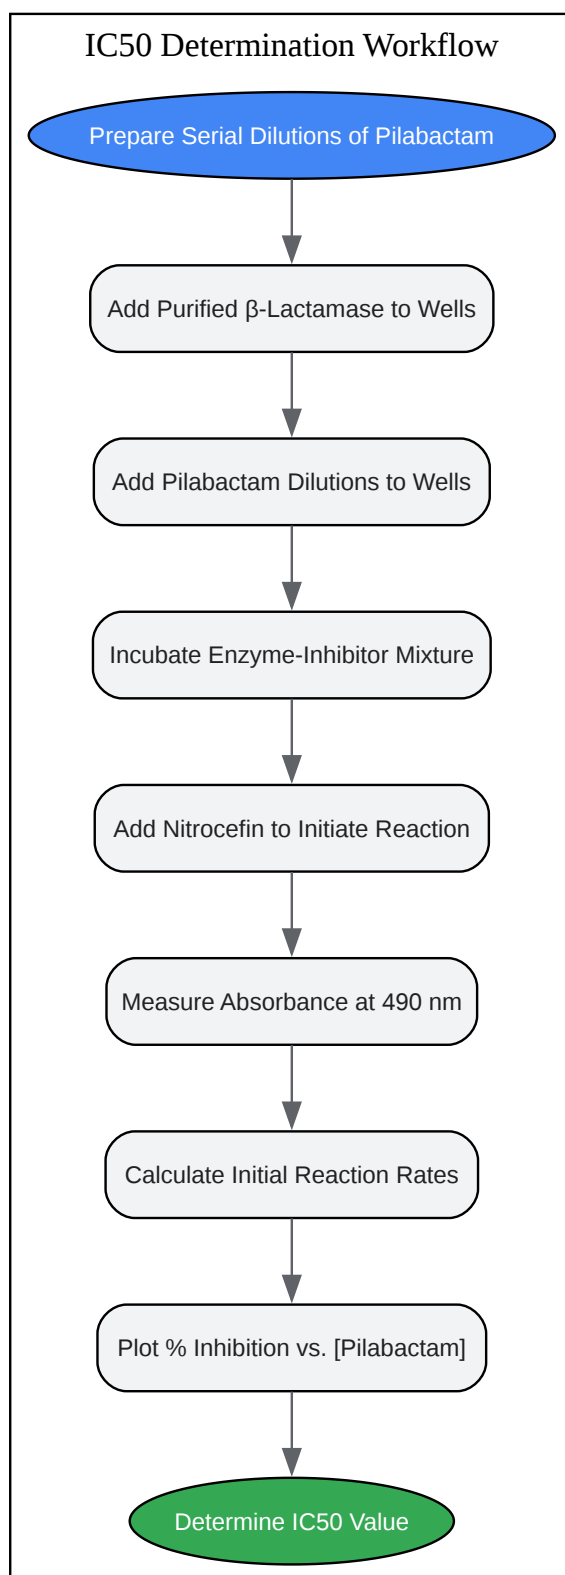 IC50 Determination Workflow
Prepare Serial Dilutions of Pilabactam
Add Purified β-Lactamase to Wells
Add Pilabactam Dilutions to Wells
Incubate Enzyme-Inhibitor Mixture
Add Nitrocefin to Initiate Reaction
Measure Absorbance at 490 nm
Calculate Initial Reaction Rates
Plot % Inhibition vs. [Pilabactam]
Determine IC50 Value